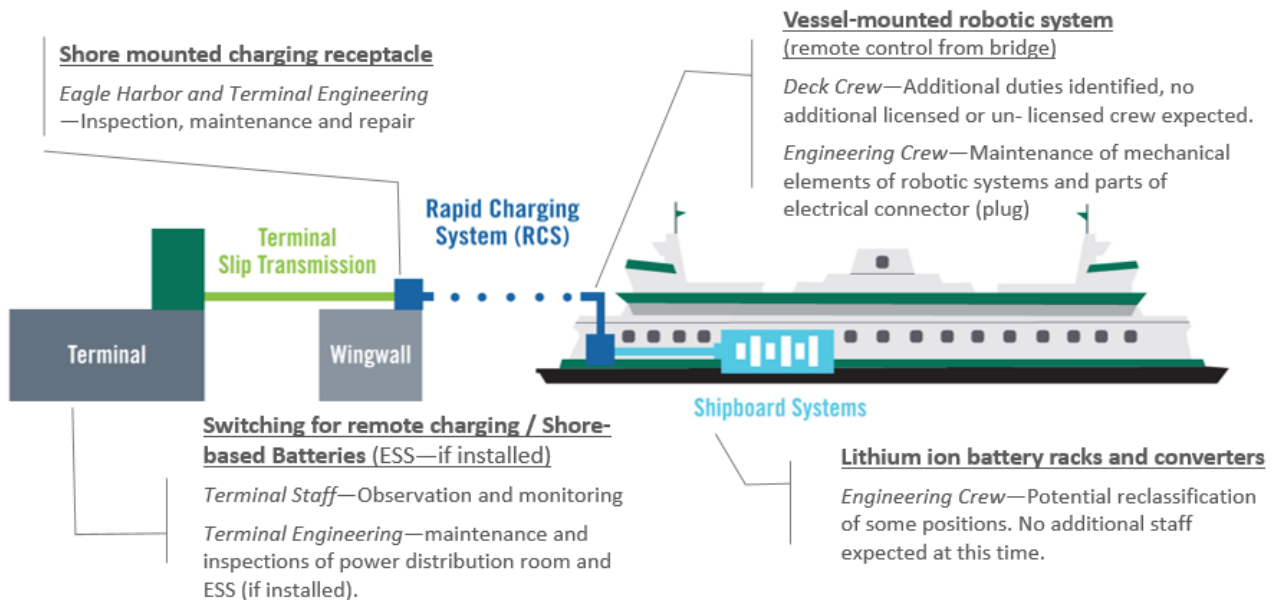 Shore mounted charging receptacle
Eagle Harbor and Terminal Engineering
—Inspection, maintenance and repair
Vessel-mounted robotic system
(remote control from bridge)
Deck Crew—Additional duties identified, no
additional licensed or un- licensed crew expected.
Engineering Crew—Maintenance of mechanical
elements of robotic systems and parts of
electrical connector (plug)
Rapid Charging
System (RCS)
Terminal
Slip Transmission
Terminal
Wingwall
Shipboard Systems
Switching for remote charging / Shore-
based Batteries (ESS—if installed)
Terminal Staff—Observation and monitoring
Terminal Engineering—maintenance and
inspections of power distribution room and
ESS (if installed).
Lithium ion battery racks and converters
Engineering Crew—Potential reclassification
of some positions. No additional staff
expected at this time.